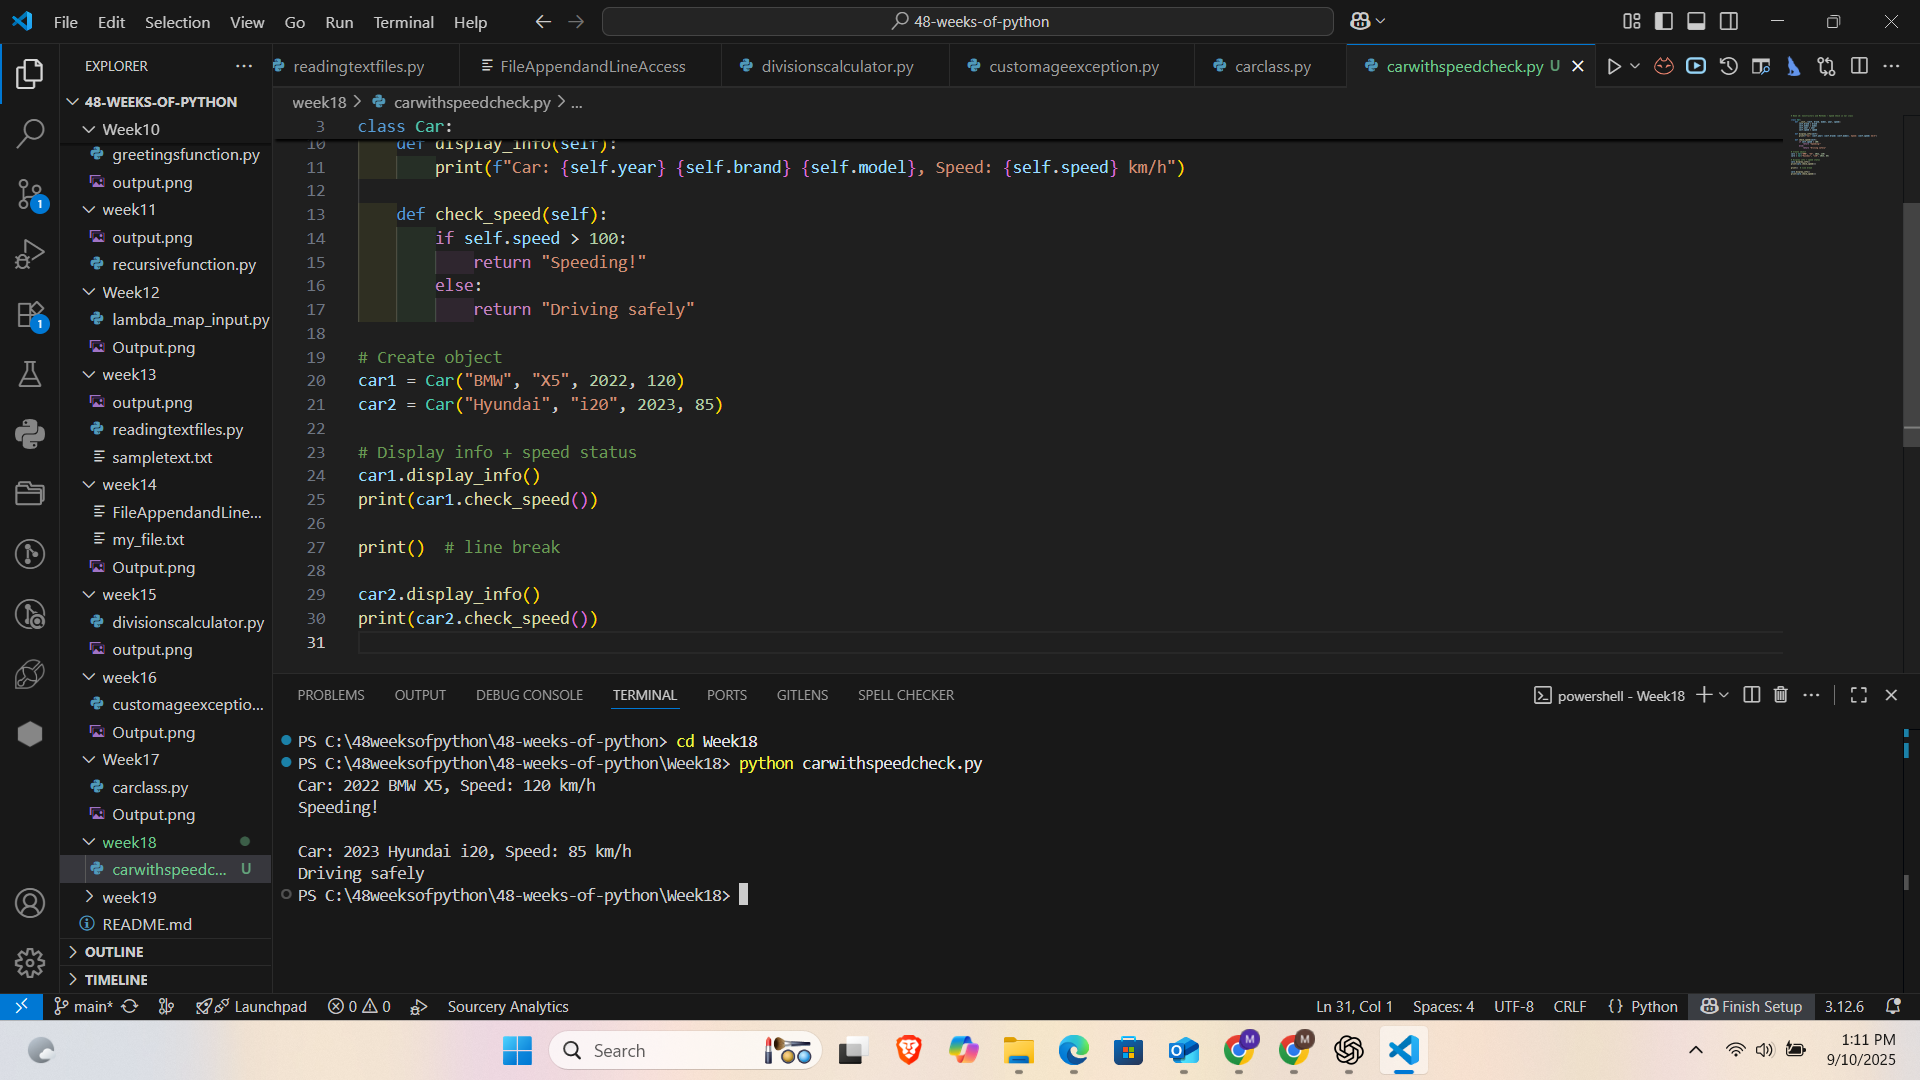 File Edit Selection View Go Run Terminal Help
48-weeks-of-python
EXPLORER
48-WEEKS-OF-PYTHON
Week10
greetingsfunction.py
output.png
week11
output.png
recursivefunction.py
Week12
lambda_map_input.py
Output.png
week13
output.png
readingtextfiles.py
sampletext.txt
week14
FileAppendandLine...
my_file.txt
Output.png
week15
divisionscalculator.py
output.png
week16
customageexceptio...
Output.png
Week17
carclass.py
Output.png
week18
carwithspeedc... U
week19
README.md
OUTLINE
TIMELINE
1
1
readingtextfiles.py FileAppendandLineAccess divisionscalculator.py customageexception.py carclass.py carwithspeedcheck.py U
week18 > carwithspeedcheck.py > ...
3 class Car:
10 def display_info(self):
11 print(f"Car: {self.year} {self.brand} {self.model}, Speed: {self.speed} km/h")
12
13 def check_speed(self):
14 if self.speed > 100:
15 return "Speeding!"
16 else:
17 return "Driving safely"
18
19 # Create object
20 car1 = Car("BMW", "X5", 2022, 120)
21 car2 = Car("Hyundai", "i20", 2023, 85)
22
23 # Display info + speed status
24 car1.display_info()
25 print(car1.check_speed())
26
27 print()  # line break
28
29 car2.display_info()
30 print(car2.check_speed())
31
PROBLEMS OUTPUT DEBUG CONSOLE TERMINAL PORTS GITLENS SPELL CHECKER
powershell - Week18
PS C:\48weeksofpython\48-weeks-of-python> cd Week18
PS C:\48weeksofpython\48-weeks-of-python\Week18> python carwithspeedcheck.py
Car: 2022 BMW X5, Speed: 120 km/h
Speeding!
Car: 2023 Hyundai i20, Speed: 85 km/h
Driving safely
PS C:\48weeksofpython\48-weeks-of-python\Week18>
main* Launchpad 0 0 Sourcery Analytics
Ln 31, Col 1 Spaces: 4 UTF-8 CRLF {} Python Finish Setup 3.12.6
Search
M
M
1:11 PM
9/10/2025